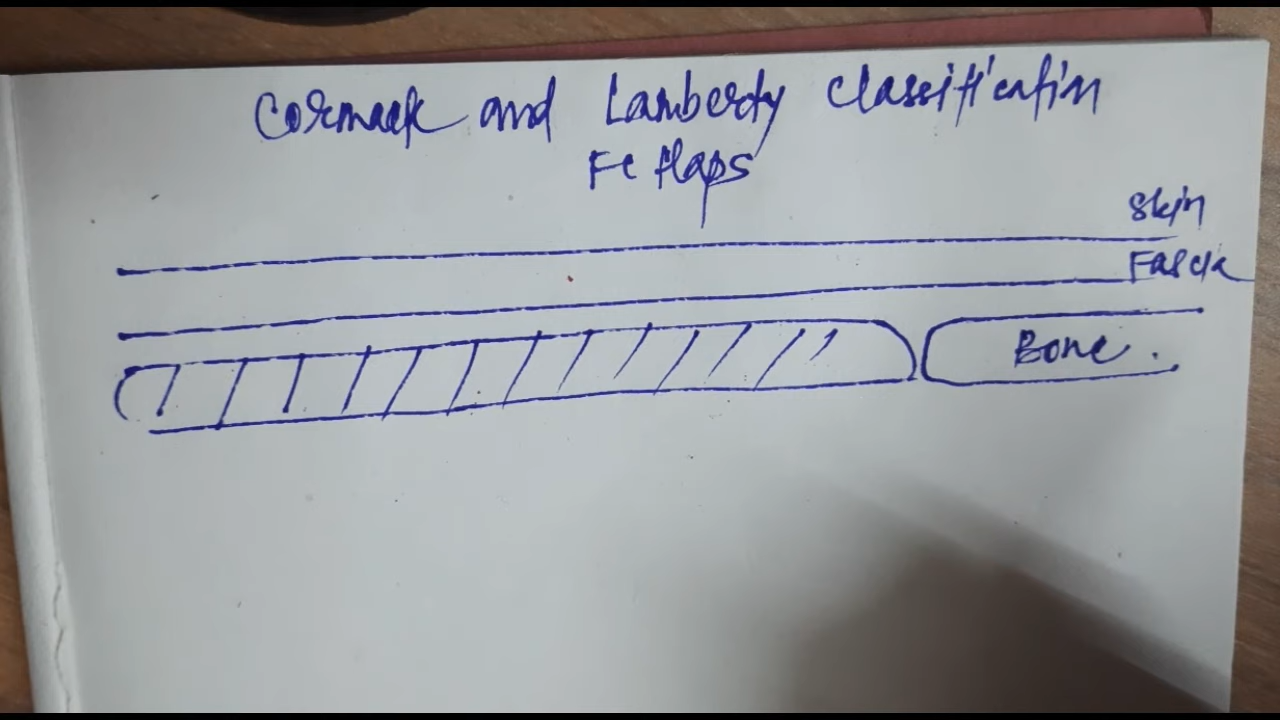 Cormack and Lamberty classification
Fc flaps
Skin
Fascia
Bone.